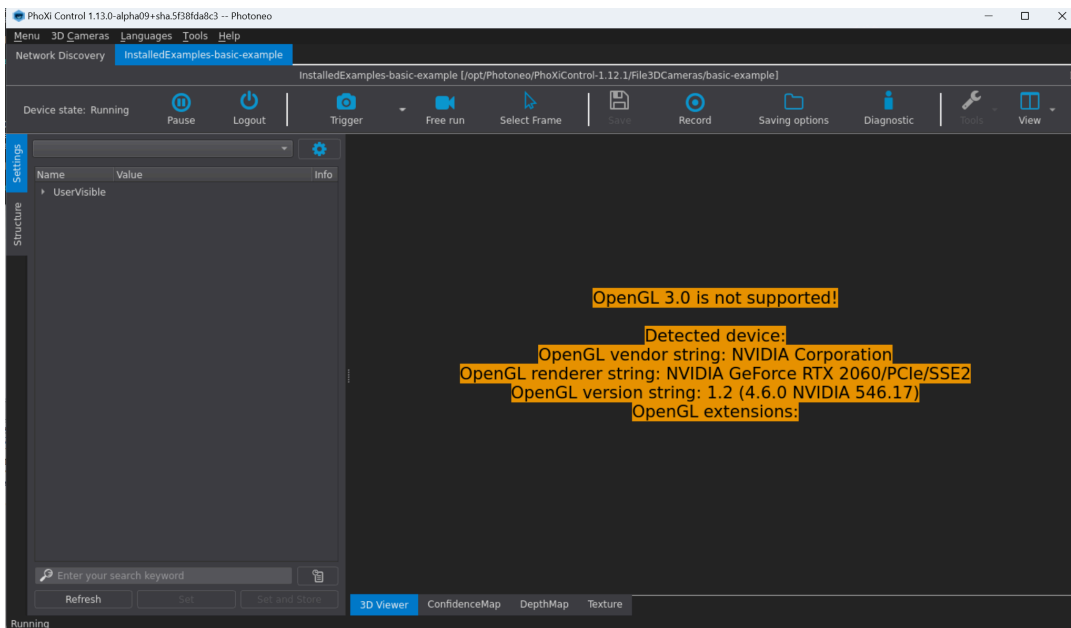 PhoXi Control 1.13.0-alpha09+sha.5f38fda8c3 -- Photoneo
Menu 3D Cameras Languages Tools Help
Network Discovery InstalledExamples-basic-example
InstalledExamples-basic-example [/opt/Photoneo/PhoXiControl-1.12.1/File3DCameras/basic-example]
Device state: Running Pause Logout Trigger Free run Select Frame Save Record Saving options Diagnostic Tools View
Settings
Structure
Name Value Info
UserVisible
OpenGL 3.0 is not supported!
Detected device:
OpenGL vendor string: NVIDIA Corporation
OpenGL renderer string: NVIDIA GeForce RTX 2060/PCIe/SSE2
OpenGL version string: 1.2 (4.6.0 NVIDIA 546.17)
OpenGL extensions:
Enter your search keyword
Refresh Set Set and Store
3D Viewer ConfidenceMap DepthMap Texture
Running